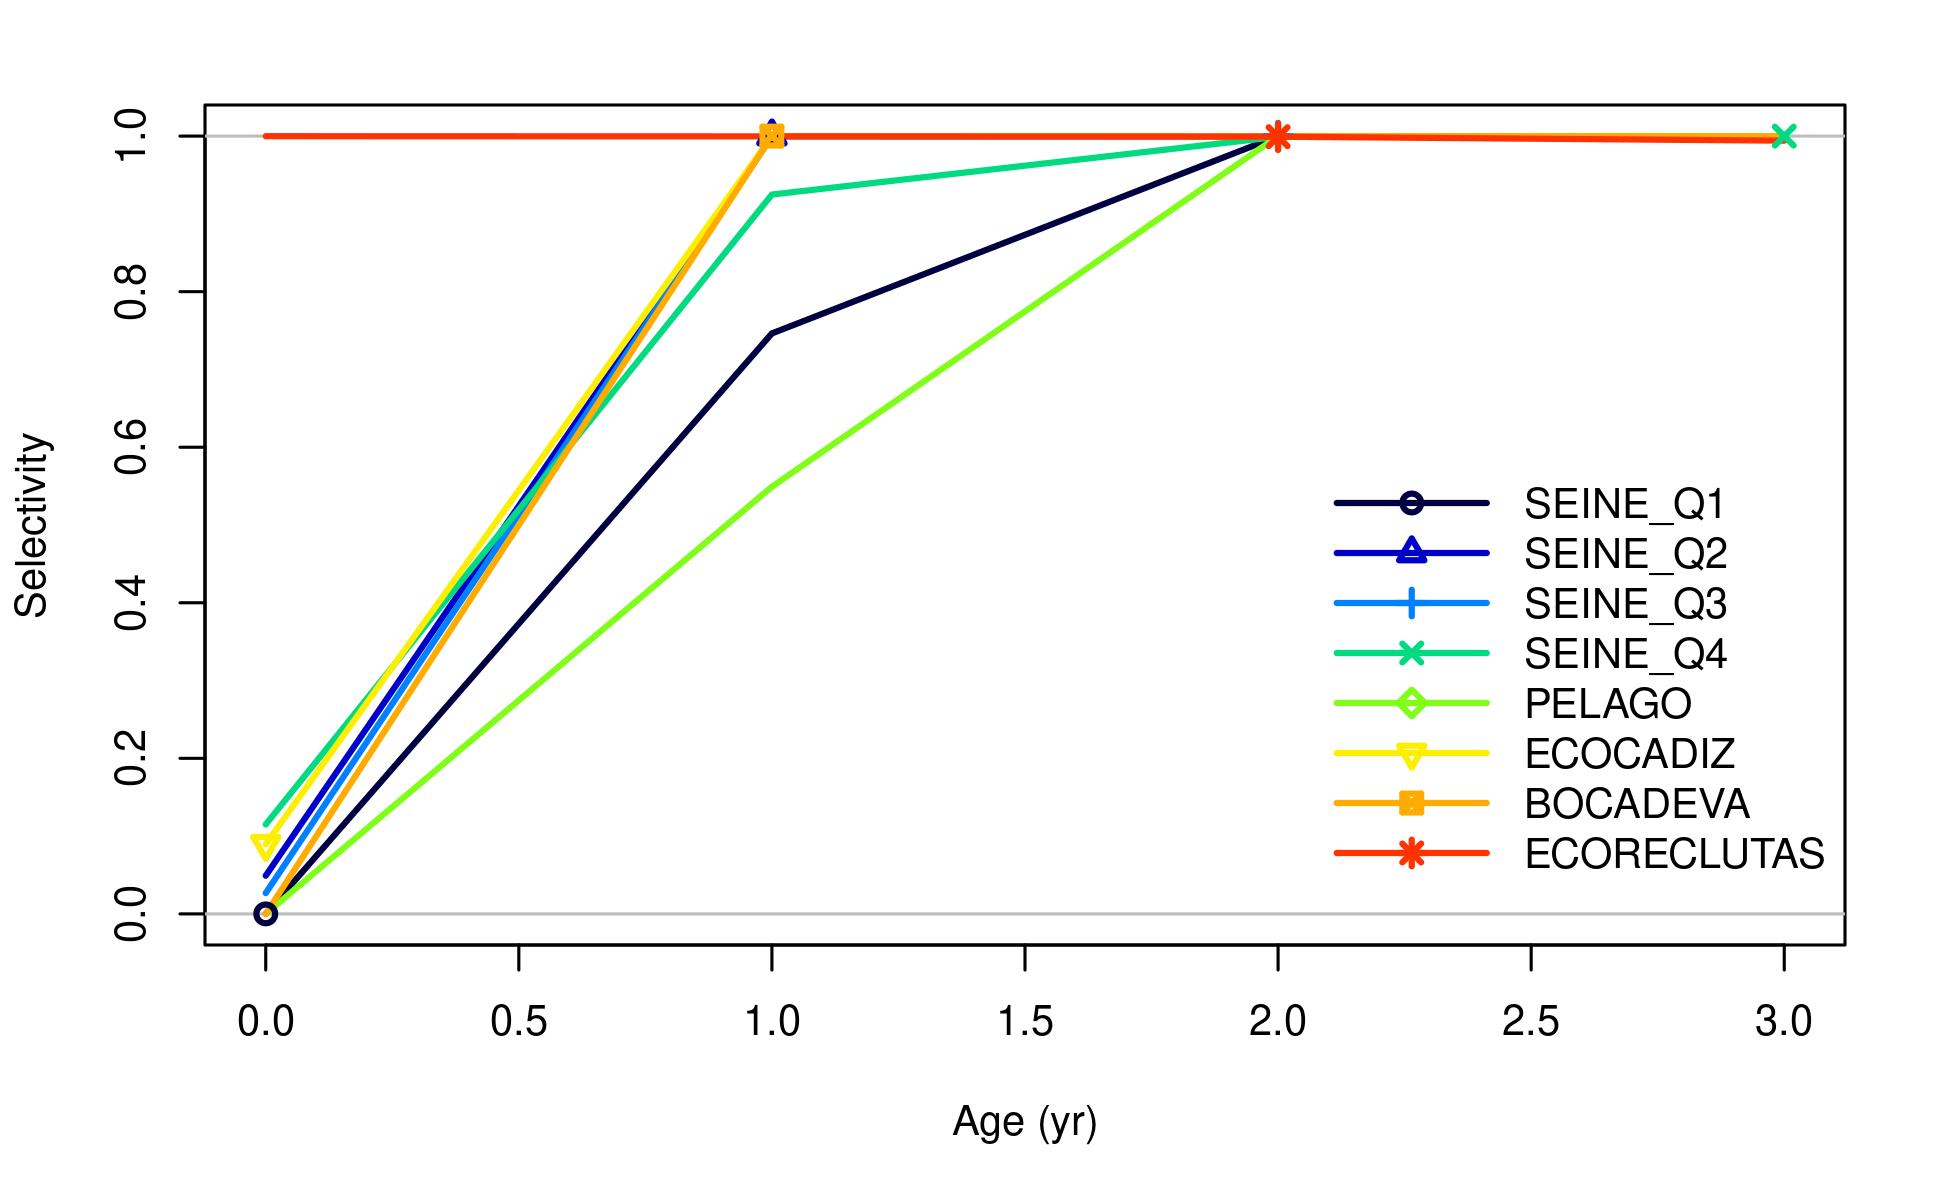 1.0
0.8
0.6
0.4
0.2
0.0
Selectivity
SEINE_Q1
SEINE_Q2
SEINE_Q3
SEINE_Q4
PELAGO
ECOCADIZ
BOCADEVA
ECORECLUTAS
0.0 0.5 1.0 1.5 2.0 2.5 3.0
Age (yr)